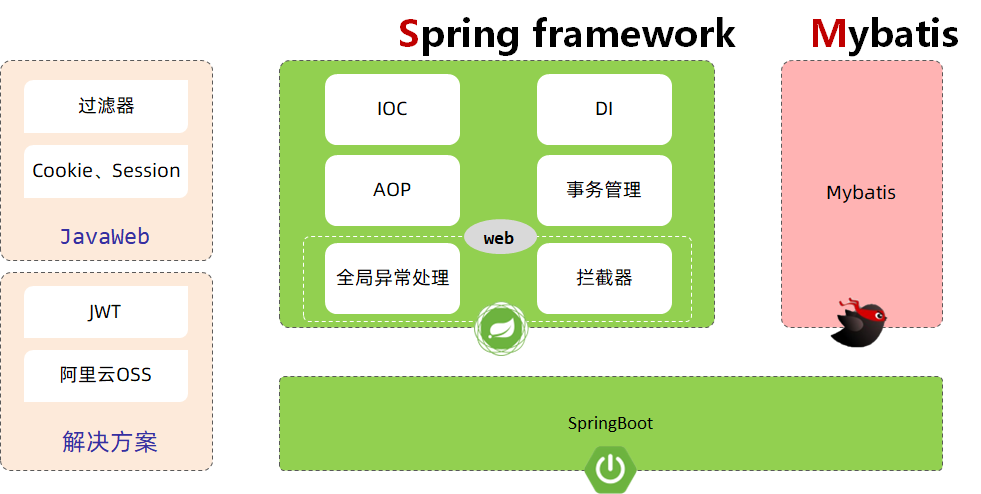 Spring framework
Mybatis
过滤器
Cookie、Session
JavaWeb
JWT
阿里云OSS
解决方案
IOC
DI
AOP
事务管理
web
全局异常处理
拦截器
Mybatis
SpringBoot